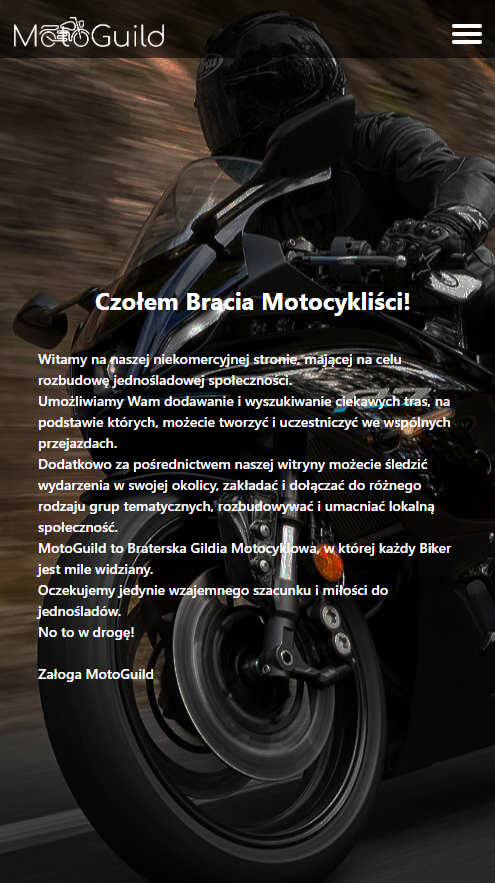 MotoGuild
Czołem Bracia Motocykliści!
Witamy na naszej niekomercyjnej stronie, mającej na celu
rozbudowę jednośladowej społeczności.
Umożliwiamy Wam dodawanie i wyszukiwanie ciekawych tras, na
podstawie których, możecie tworzyć i uczestniczyć we wspólnych
przejazdach.
Dodatkowo za pośrednictwem naszej witryny możecie śledzić
wydarzenia w swojej okolicy, zakładać i dołączać do różnego
rodzaju grup tematycznych, rozbudowywać i umacniać lokalną
społeczność.
MotoGuild to Braterska Gildia Motocyklowa, w której każdy Biker
jest mile widziany.
Oczekujemy jedynie wzajemnego szacunku i miłości do
jednośladów.
No to w drogę!
Załoga MotoGuild